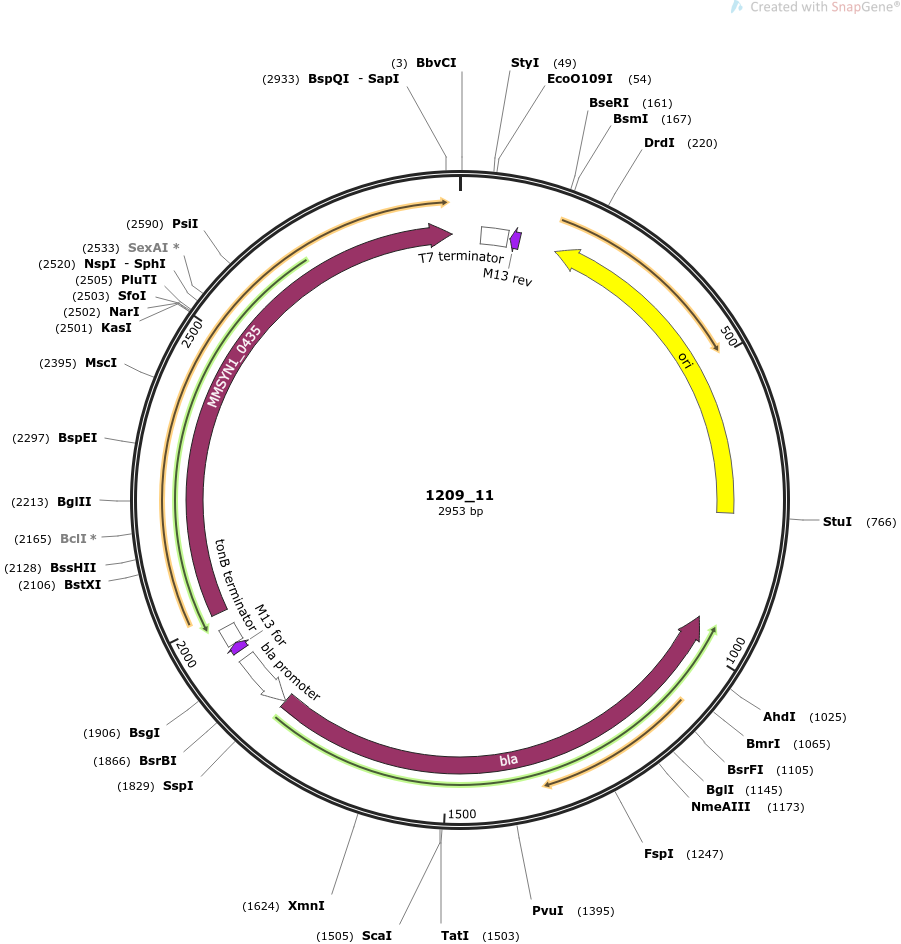 Created with SnapGene®
(3) BbvCI
StyI (49)
(2933) BspQI - SapI
EcoO109I (54)
BseRI (161)
BsmI (167)
DrdI (220)
(2590) PsiI
(2533) SexAI *
(2520) NspI - SphI
(2505) PluTI
(2503) SfoI
(2502) NarI
(2501) KasI
(2395) MscI
(2297) BspEI
(2213) BglII
(2165) BclI *
(2128) BssHII
(2106) BstXI
T7 terminator
M13 rev
2500
500
MMSYN1_0435
ori
1209_11
2953 bp
StuI (766)
tonB terminator
M13 for
bla promoter
2000
1000
(1906) BsgI
(1866) BsrBI
(1829) SspI
AhdI (1025)
BmrI (1065)
BsrFI (1105)
BglI (1145)
NmeAIII (1173)
bla
1500
FspI (1247)
(1624) XmnI
PvuI (1395)
(1505) ScaI
TatI (1503)